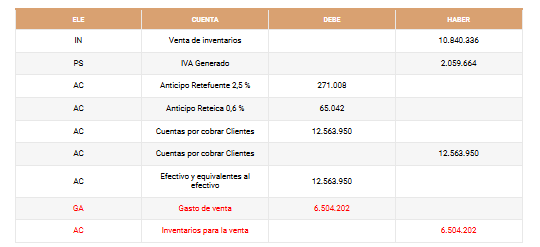 ELE CUENTA DEBE HABER
IN Venta de inventarios 10.840.336
PS IVA Generado 2.059.664
AC Anticipo Retefuente 2,5 % 271.008
AC Anticipo Reteica 0,6 % 65.042
AC Cuentas por cobrar Clientes 12.563.950
AC Cuentas por cobrar Clientes 12.563.950
AC Efectivo y equivalentes al
efectivo 12.563.950
GA Gasto de venta 6.504.202
AC Inventarios para la venta 6.504.202